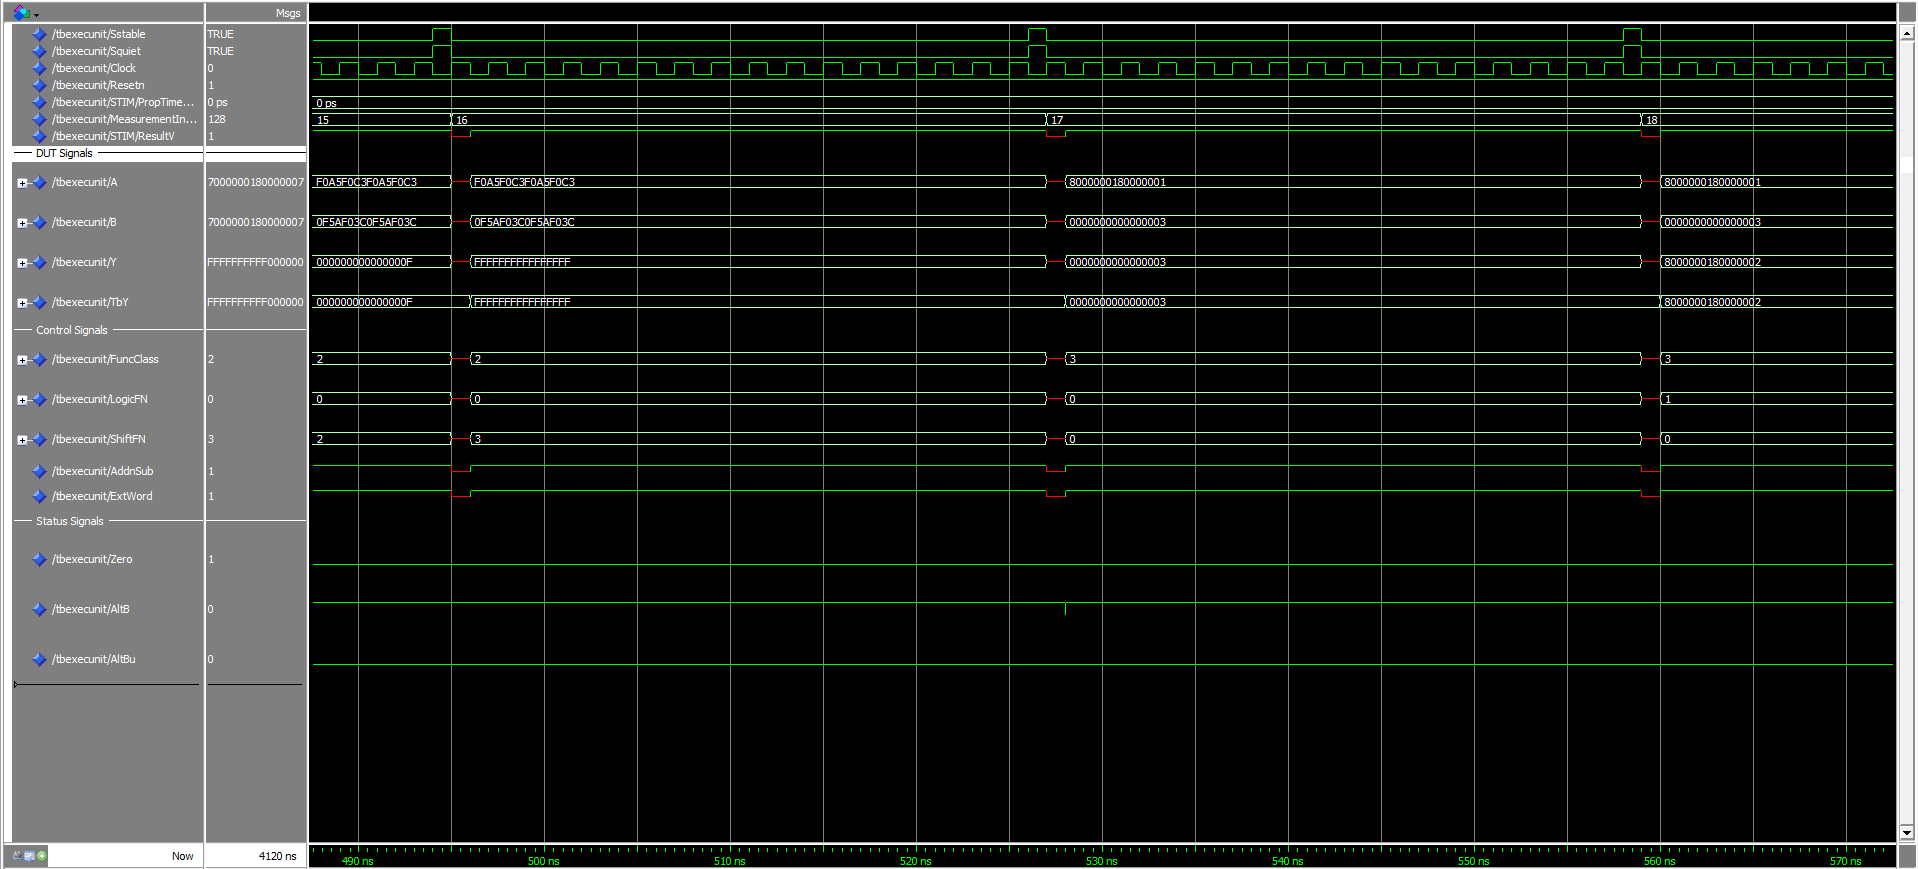 Msgs
/tbexecunit/Sstable TRUE
/tbexecunit/Squiet TRUE
/tbexecunit/Clock 0
/tbexecunit/Resetn 1
/tbexecunit/STIM/PropTime... 0 ps 0 ps
/tbexecunit/MeasurementIn... 128 15 16 17 18
/tbexecunit/STIM/ResultV 1
DUT Signals
/tbexecunit/A 7000000180000007 F0A5F0C3F0A5F0C3 F0A5F0C3F0A5F0C3 8000000180000001 8000000180000001
/tbexecunit/B 7000000180000007 0F5AF03C0F5AF03C 0F5AF03C0F5AF03C 0000000000000003 0000000000000003
/tbexecunit/Y FFFFFFFFFF000000 000000000000000F FFFFFFFFFFFFFFFF 0000000000000003 8000000180000002
/tbexecunit/TbY FFFFFFFFFF000000 000000000000000F FFFFFFFFFFFFFFFF 0000000000000003 8000000180000002
Control Signals
/tbexecunit/FuncClass 2 2 2 3 3
/tbexecunit/LogicFN 0 0 0 0 1
/tbexecunit/ShiftFN 3 2 3 0 0
/tbexecunit/AddnSub 1
/tbexecunit/ExtWord 1
Status Signals
/tbexecunit/Zero 1
/tbexecunit/AltB 0
/tbexecunit/AltBu 0
Now 4120 ns 490 ns 500 ns 510 ns 520 ns 530 ns 540 ns 550 ns 560 ns 570 ns